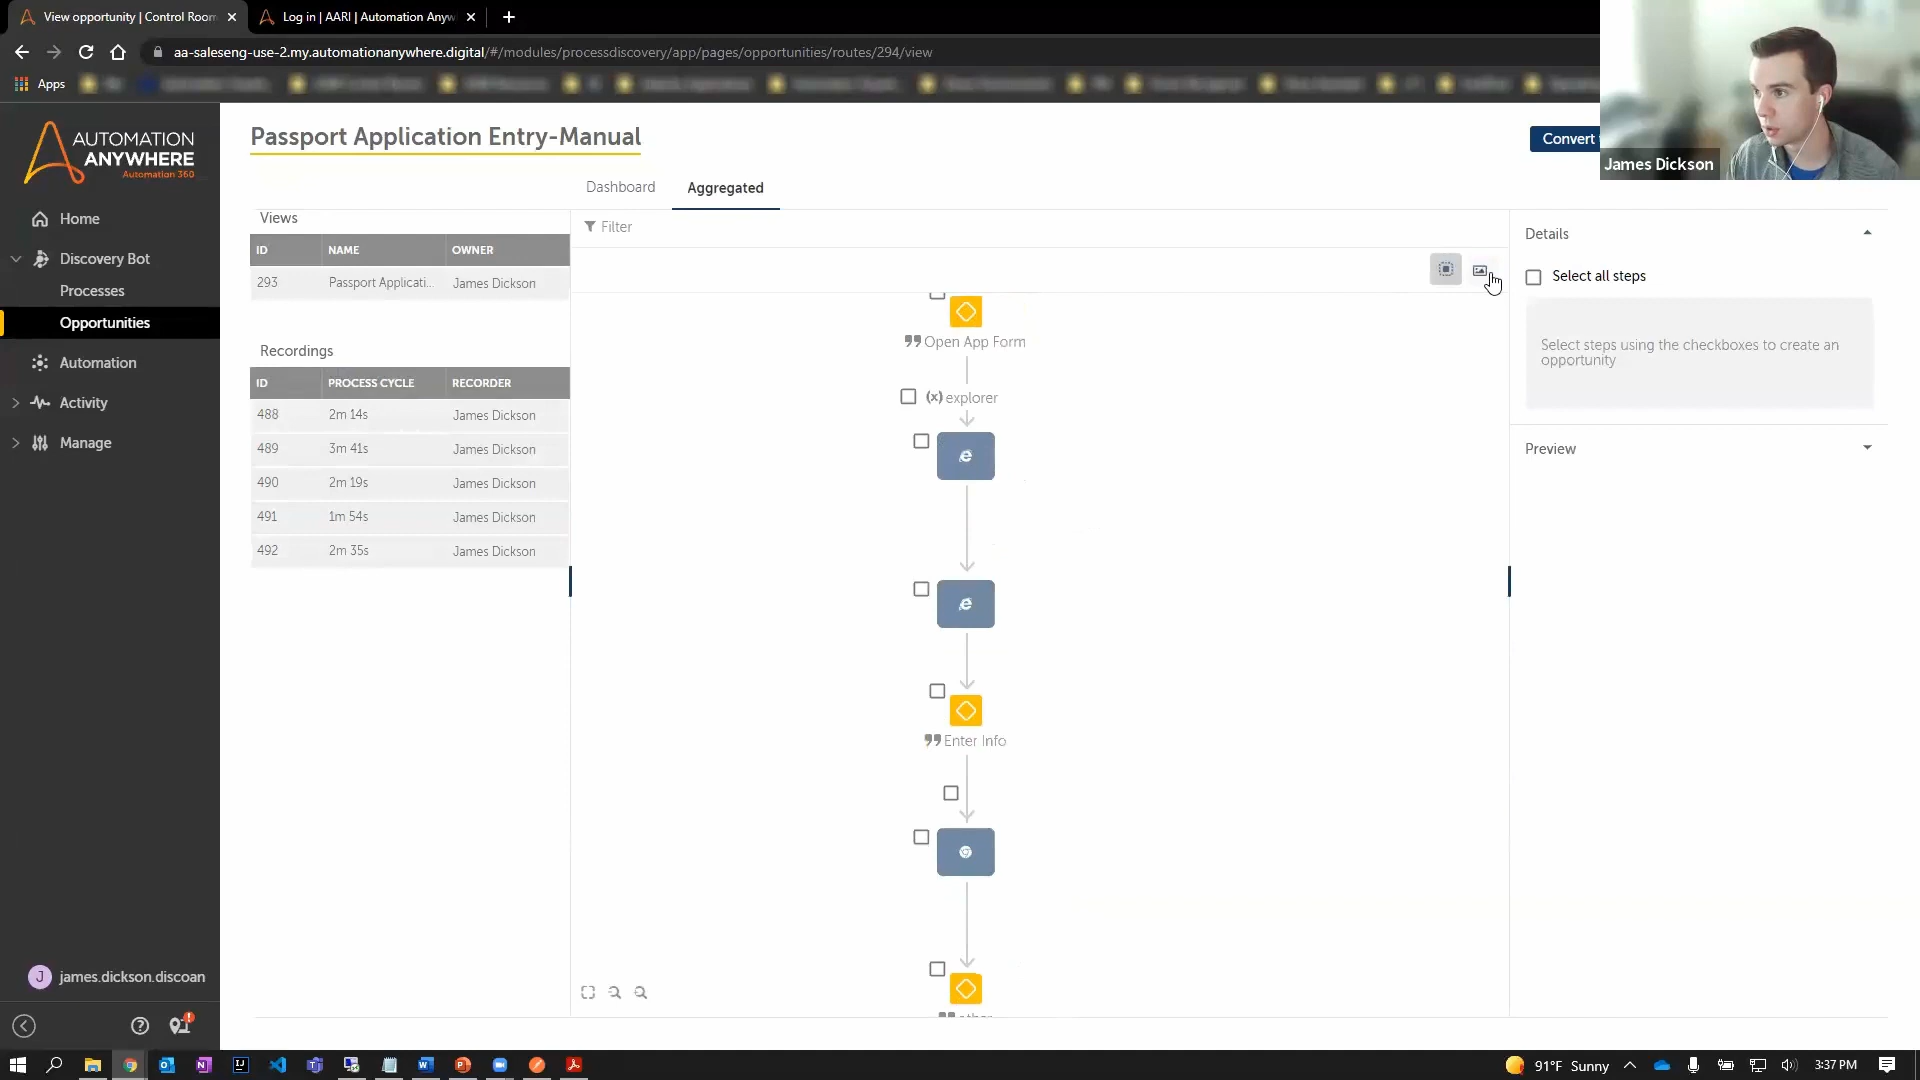 View opportunity | Control Room
Log in | AARI | Automation Anyw
aa-saleseng-use-2.my.automationanywhere.digital/#/modules/processdiscovery/app/pages/opportunities/routes/294/view
Apps
AUTOMATION
ANYWHERE
Automation 360
Home
Discovery Bot
Processes
Opportunities
Automation
Activity
Manage
J james.dickson.discoan
Passport Application Entry-Manual
Convert
James Dickson
Dashboard
Aggregated
Views
ID NAME OWNER
293 Passport Applicati... James Dickson
Recordings
ID PROCESS CYCLE RECORDER
488 2m 14s James Dickson
489 3m 41s James Dickson
490 2m 19s James Dickson
491 1m 54s James Dickson
492 2m 35s James Dickson
Filter
Open App Form
(x) explorer
Enter Info
Details
Select all steps
Select steps using the checkboxes to create an
opportunity
Preview
91°F Sunny
3:37 PM